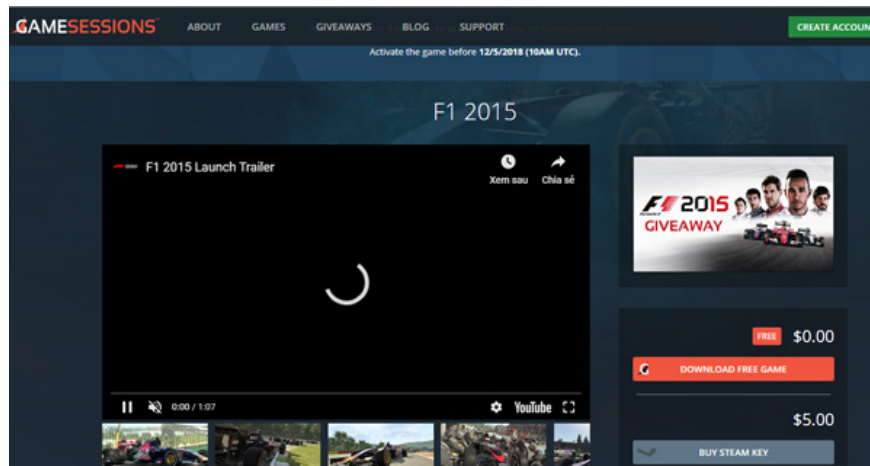 GAMESESSIONS
ABOUT
GAMES
GIVEAWAYS
BLOG
SUPPORT
CREATE ACCOUN
Activate the game before 12/5/2018 (10AM UTC).
F1 2015
F1 2015 Launch Trailer
Xem sau
Chia sẻ
0:00 / 1:07
YouTube
F1 2015
GIVEAWAY
FREE $0.00
DOWNLOAD FREE GAME
$5.00
BUY STEAM KEY